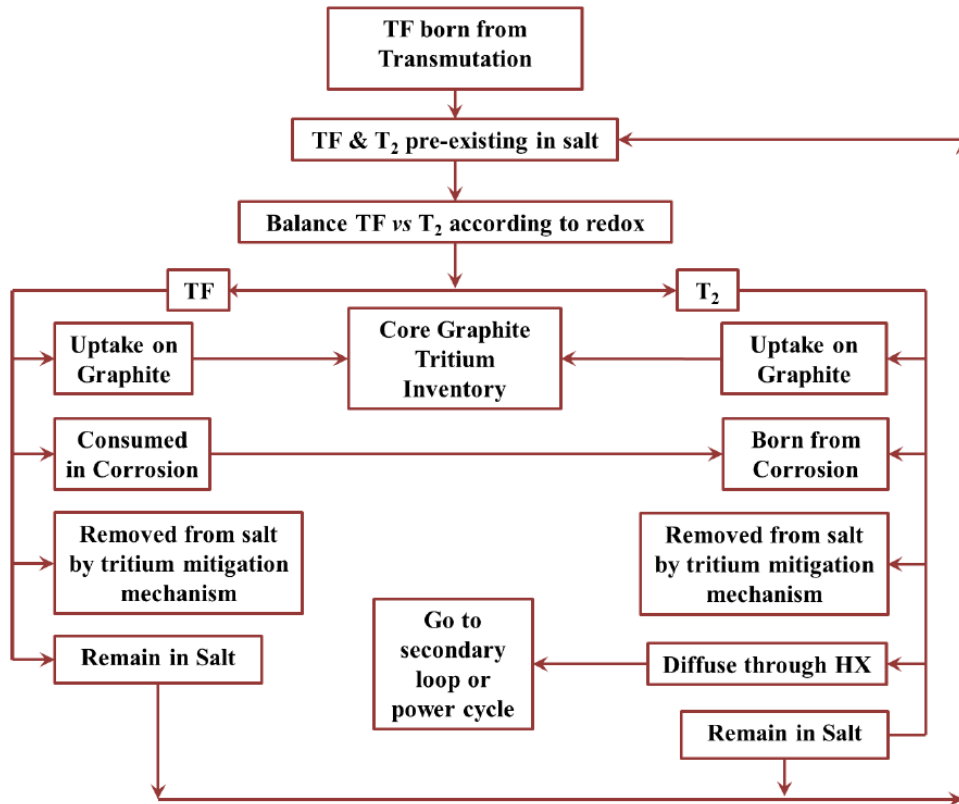 TF born from
Transmutation
TF & T₂ pre-existing in salt
Balance TF vs T₂ according to redox
TF
T₂
Uptake on
Graphite
Core Graphite
Tritium
Inventory
Uptake on
Graphite
Consumed
in Corrosion
Born from
Corrosion
Removed from salt
by tritium mitigation
mechanism
Removed from salt
by tritium mitigation
mechanism
Go to
secondary
loop or
power cycle
Remain in Salt
Diffuse through HX
Remain in Salt